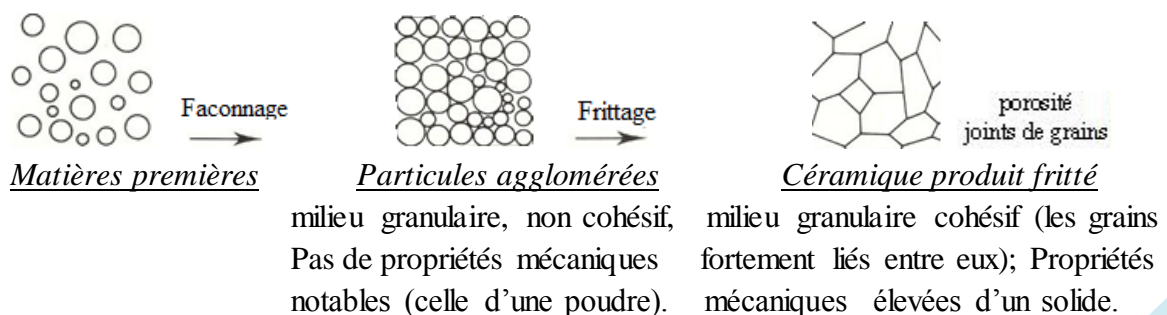 Faconnage
Frittage
porosité
joints de grains
Matières premières Particules agglomérées Céramique produit fritté
milieu granulaire, non cohésif, milieu granulaire cohésif (les grains
Pas de propriétés mécaniques fortement liés entre eux); Propriétés
notables (celle d’une poudre). mécaniques élevées d’un solide.